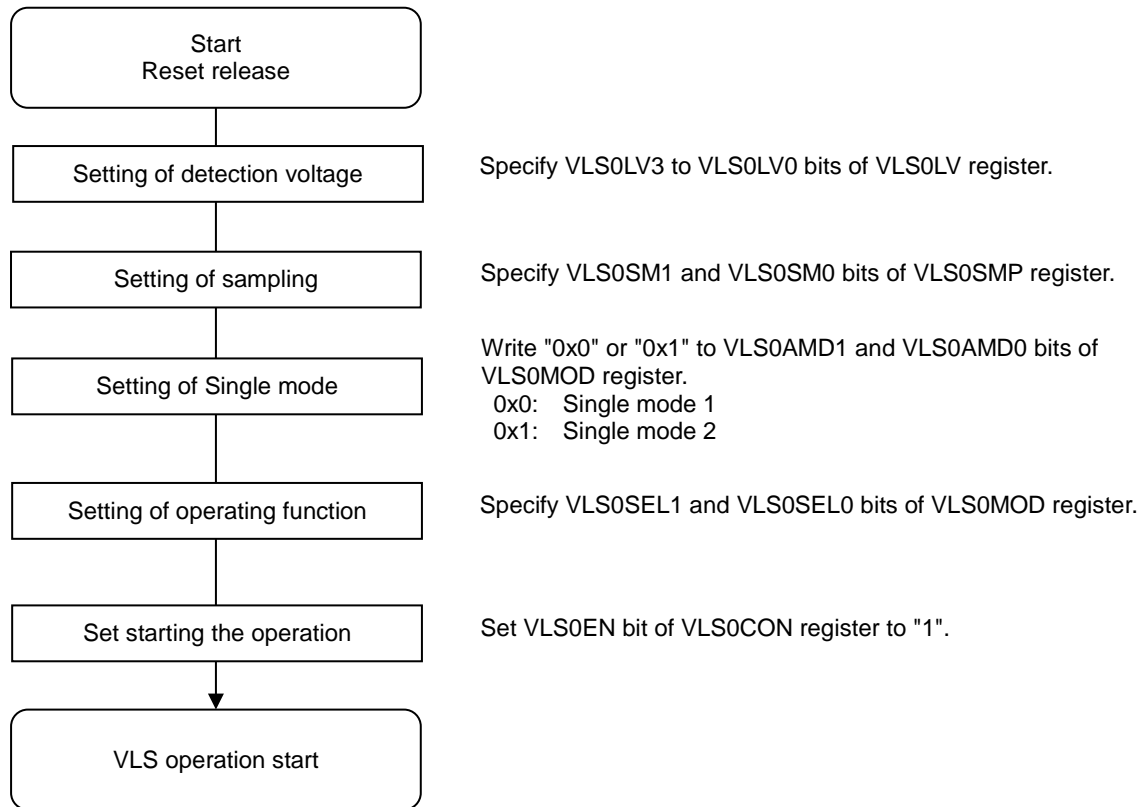 Start
Reset release
Setting of detection voltage
Specify VLS0LV3 to VLS0LV0 bits of VLS0LV register.
Setting of sampling
Specify VLS0SM1 and VLS0SM0 bits of VLS0SMP register.
Setting of Single mode
Write "0x0" or "0x1" to VLS0AMD1 and VLS0AMD0 bits of
VLS0MOD register.
0x0: Single mode 1
0x1: Single mode 2
Setting of operating function
Specify VLS0SEL1 and VLS0SEL0 bits of VLS0MOD register.
Set starting the operation
Set VLS0EN bit of VLS0CON register to "1".
VLS operation start